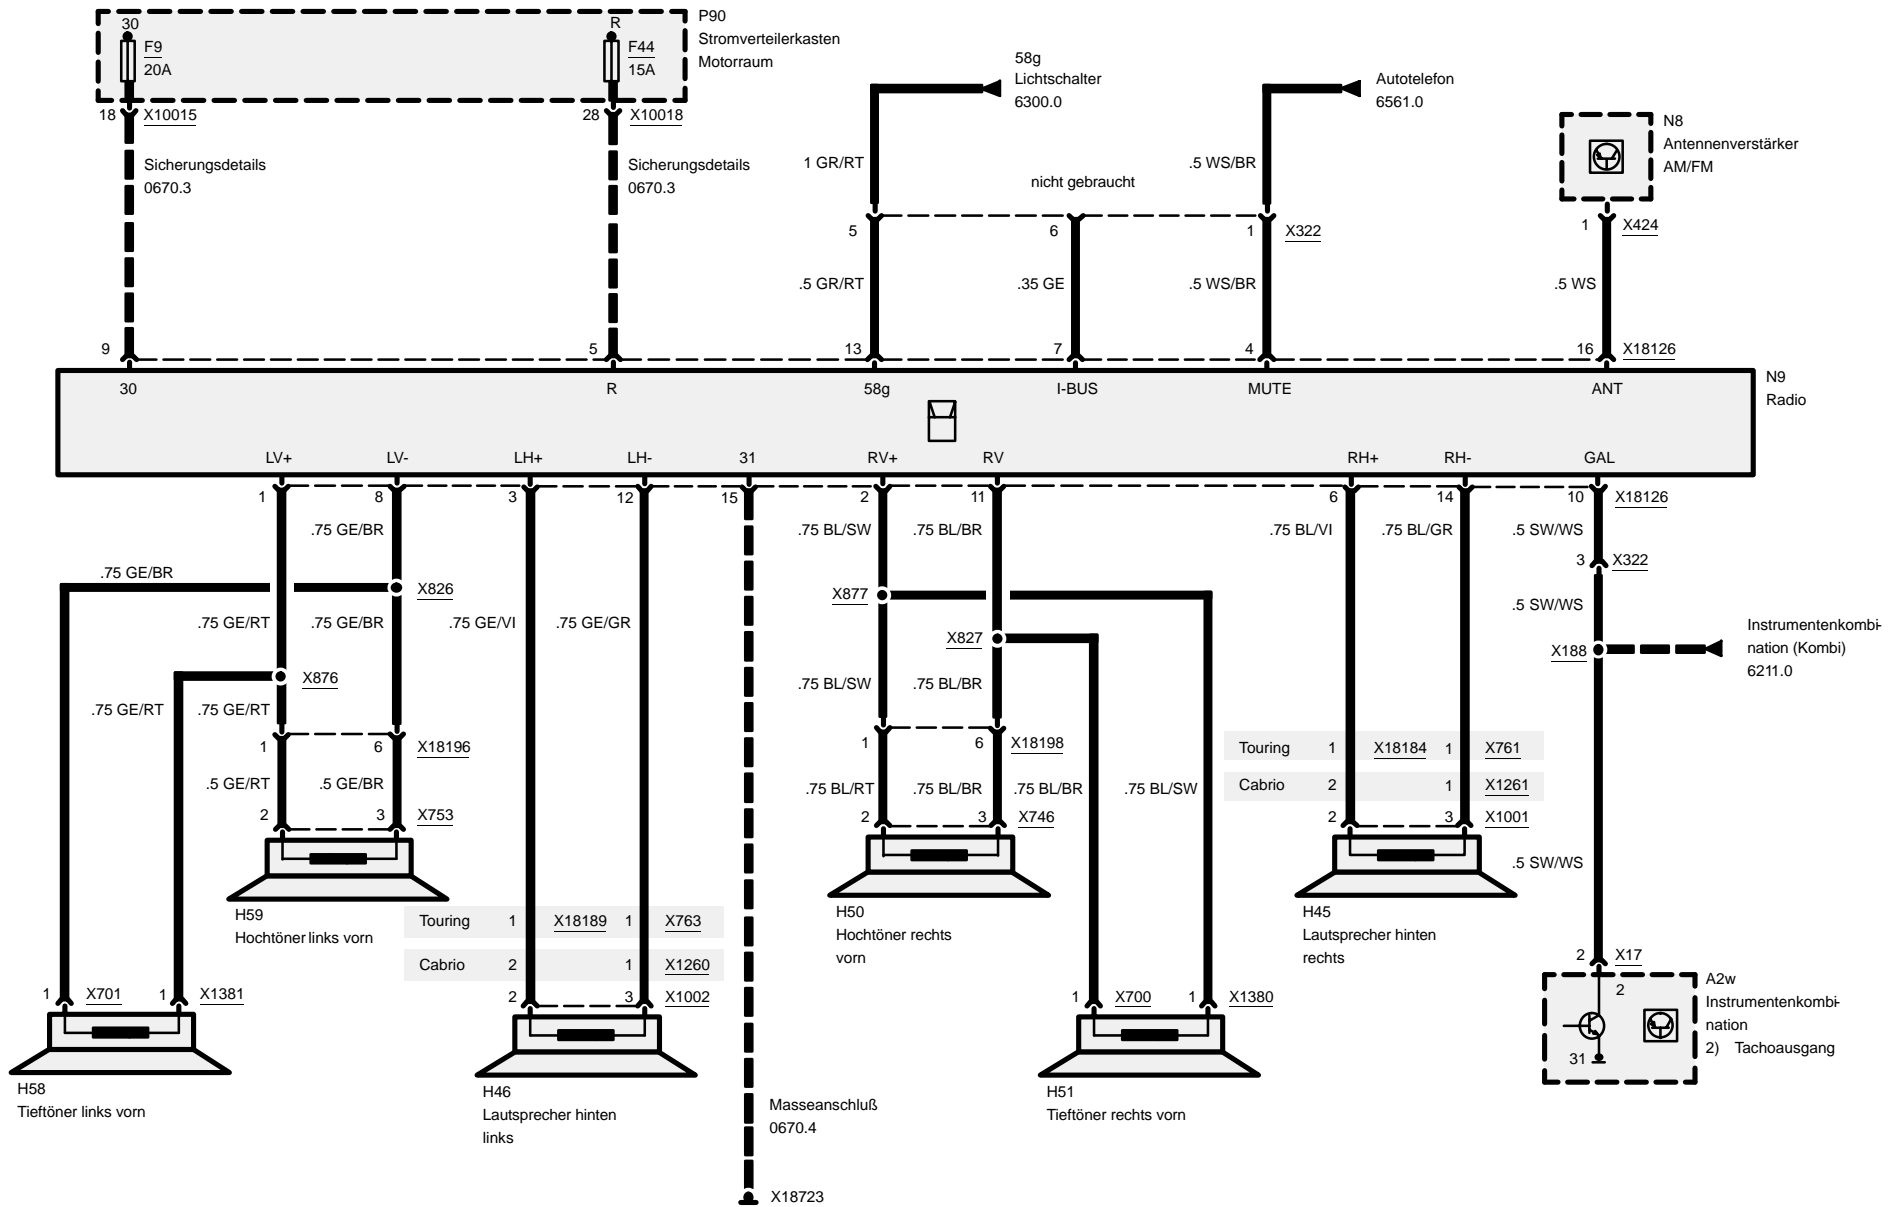 30
R
P90
Stromverteilerkasten
Motorraum
F9
20A
F44
15A
18
X10015
28
X10018
Sicherungsdetails
0670.3
Sicherungsdetails
0670.3
58g
Lichtschalter
6300.0
Autotelefon
6561.0
N8
Antennenverstärker
AM/FM
1 GR/RT
nicht gebraucht
.5 WS/BR
5
6
1
X322
1
X424
.5 GR/RT
.35 GE
.5 WS/BR
.5 WS
9
5
13
7
4
16
X18126
30
R
58g
I-BUS
MUTE
ANT
N9
Radio
LV+
LV-
LH+
LH-
31
RV+
RV
RH+
RH-
GAL
1
8
3
12
15
2
11
6
14
10
X18126
.75 GE/BR
.75 BL/SW
.75 BL/BR
.75 BL/VI
.75 BL/GR
.5 SW/WS
3
X322
.75 GE/BR
X826
X877
.5 SW/WS
.75 GE/RT
.75 GE/BR
.75 GE/VI
.75 GE/GR
X827
X188
Instrumentenkombi-
nation (Kombi)
6211.0
X876
.75 BL/SW
.75 BL/BR
.75 GE/RT
.75 GE/RT
1
6
X18196
1
6
X18198
Touring
1
X18184
1
X761
.5 GE/RT
.5 GE/BR
.75 BL/RT
.75 BL/BR
.75 BL/BR
.75 BL/SW
Cabrio
2
1
X1261
2
3
X753
2
3
X746
2
3
X1001
.5 SW/WS
H59
Hochtöner links vorn
H50
Hochtöner rechts
vorn
H45
Lautsprecher hinten
rechts
Touring
1
X18189
1
X763
Cabrio
2
1
X1260
2
X17
1
X701
1
X1381
2
3
X1002
1
X700
1
X1380
2
31
A2w
Instrumentenkombi-
nation
2) Tachoausgang
H58
Tieftöner links vorn
H46
Lautsprecher hinten
links
H51
Tieftöner rechts vorn
Masseanschluß
0670.4
X18723